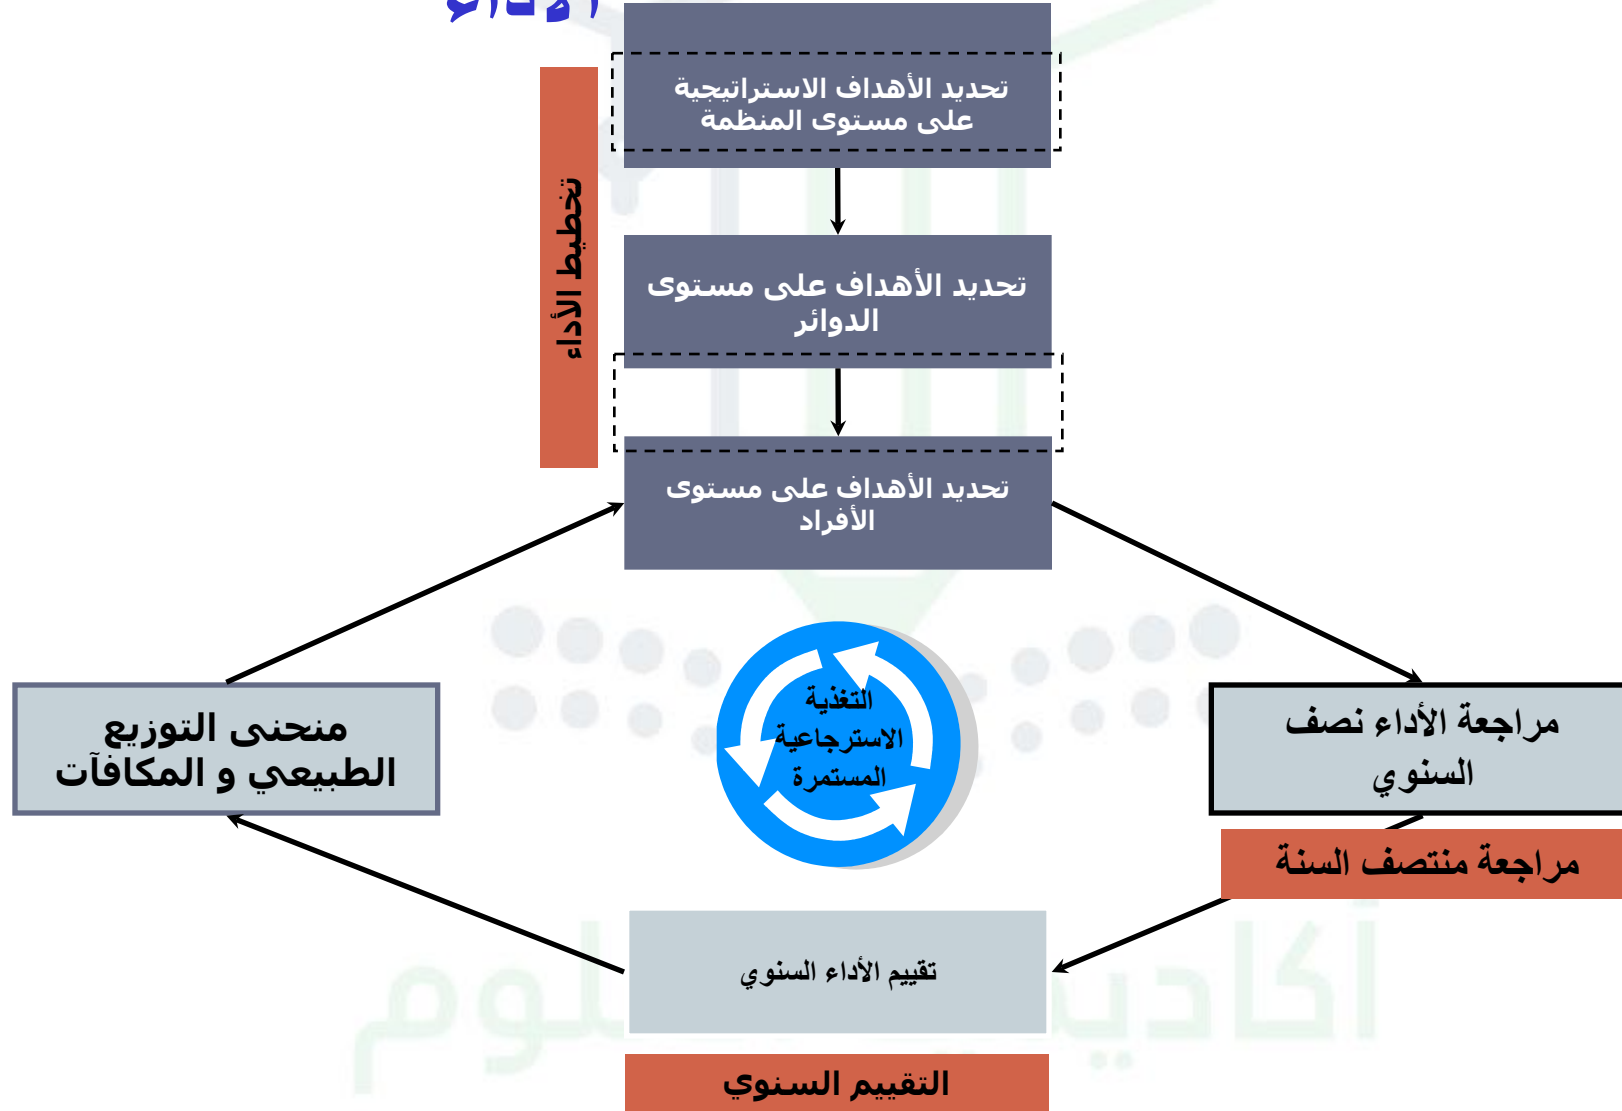 الأداء
تحديد الأهداف الاستراتيجية
على مستوى المنظمة
تخطيط الأداء
تحديد الأهداف على مستوى
الدوائر
تحديد الأهداف على مستوى
الأفراد
التغذية
الاسترجاعية
المستمرة
مراجعة الأداء نصف
السنوي
مراجعة منتصف السنة
منحنى التوزيع
الطبيعي و المكافآت
تقييم الأداء السنوي
التقييم السنوي